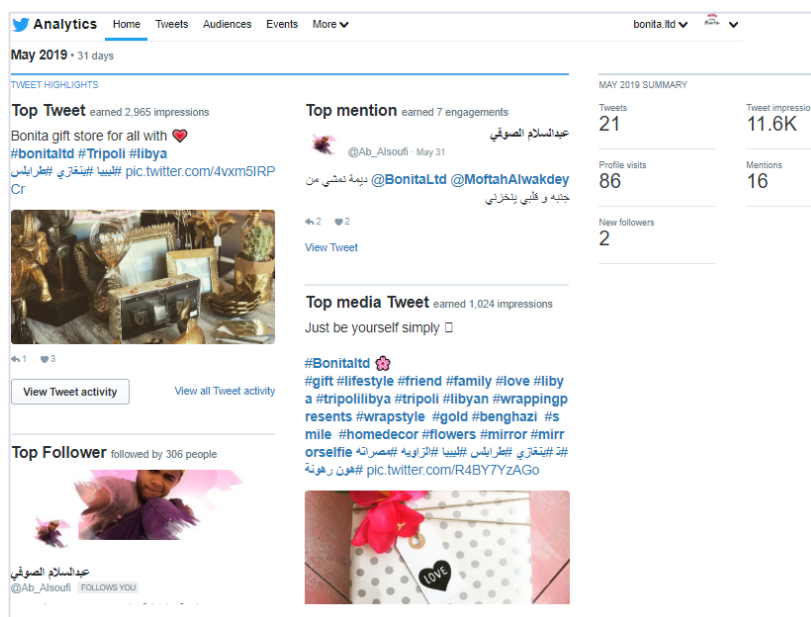 Analytics Home Tweets Audiences Events More
bonita.ltd
May 2019 • 31 days
TWEET HIGHLIGHTS
Top Tweet earned 2,965 impressions
Bonita gift store for all with
#bonitaltd #Tripoli #libya
#ليبيا #بنغازي #طرابلس pic.twitter.com/4vxm5IRP
Cr
1 3
View Tweet activity
View all Tweet activity
Top Follower followed by 306 people
عبدالسلام الصوفي
@Ab_Alsoufi FOLLOWS YOU
Top mention earned 7 engagements
عبدالسلام الصوفي
@Ab_Alsoufi · May 31
@BonitaLtd @MoftahAlwakdey ديمة تمشي من
جنبه و قلبي ينخزني
2 2
View Tweet
Top media Tweet earned 1,024 impressions
Just be yourself simply
#Bonitaltd
#gift #lifestyle #friend #family #love #liby
a #tripolilibya #tripoli #libyan #wrappingp
resents #wrapstyle #gold #benghazi #s
mile #homedecor #flowers #mirror #mirr
orselfie #بنغازي #طرابلس #ليبيا #الزاويه #مصراته
pic.twitter.com/R4BY7YzAGo
LOVE
MAY 2019 SUMMARY
Tweets
21
Tweet impressio
11.6K
Profile visits
86
Mentions
16
New followers
2